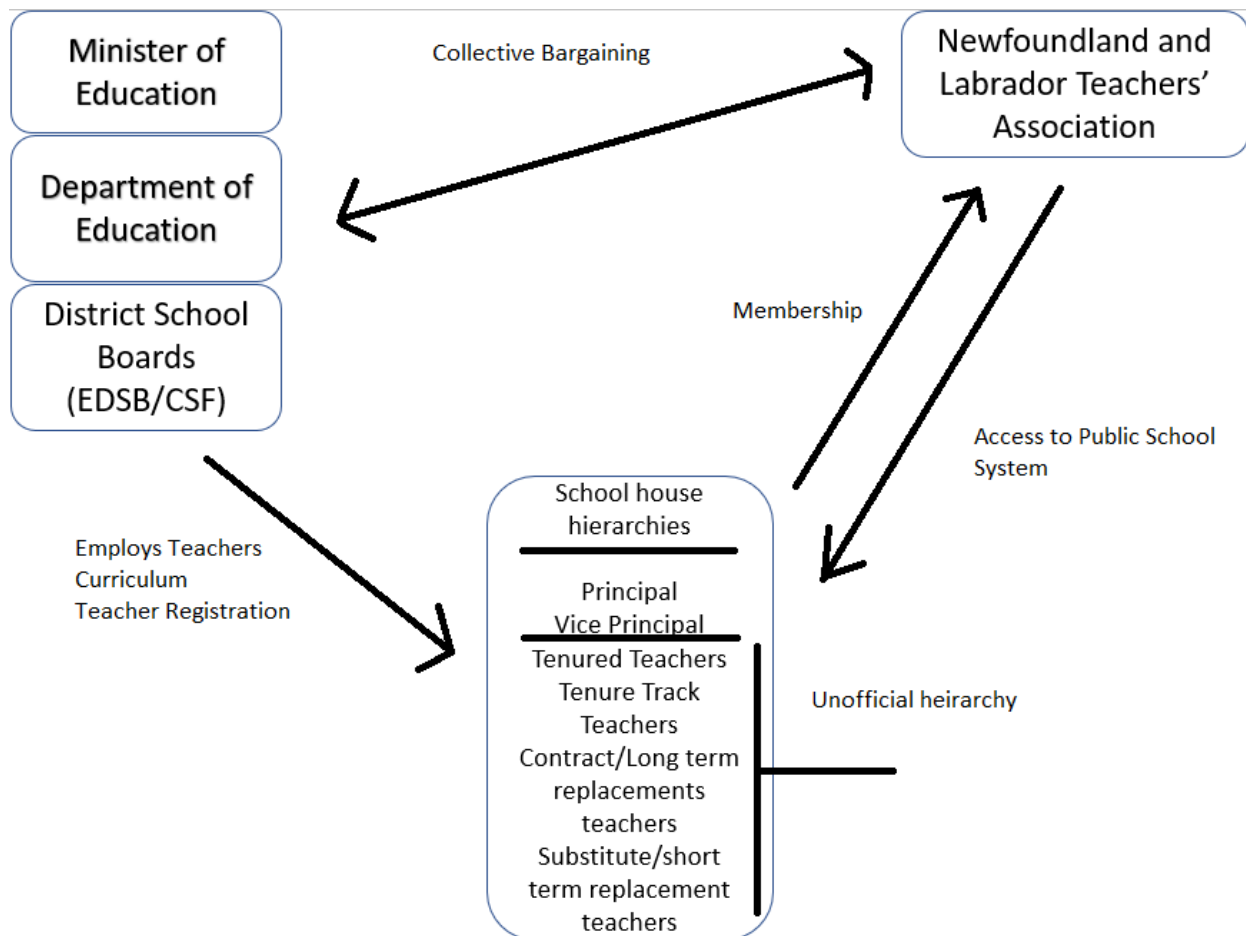 Minister of
Education
Department of
Education
District School
Boards
(EDSB/CSF)
Collective Bargaining
Newfoundland and
Labrador Teachers’
Association
Membership
Access to Public School
System
Employs Teachers
Curriculum
Teacher Registration
School house
hierarchies
Principal
Vice Principal
Tenured Teachers
Tenure Track
Teachers
Contract/Long term
replacements
teachers
Substitute/short
term replacement
teachers
Unofficial heirarchy